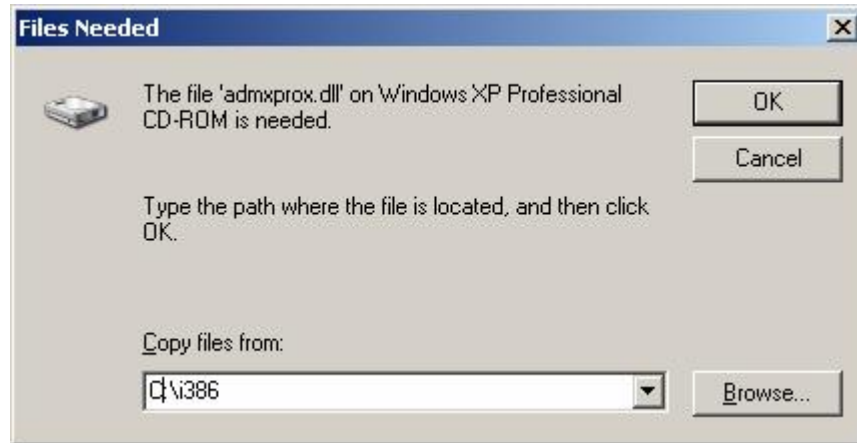 Files Needed
The file 'admxprox.dll' on Windows XP Professional
CD-ROM is needed.
OK
Cancel
Type the path where the file is located, and then click
OK.
Copy files from:
C:\i386
Browse...